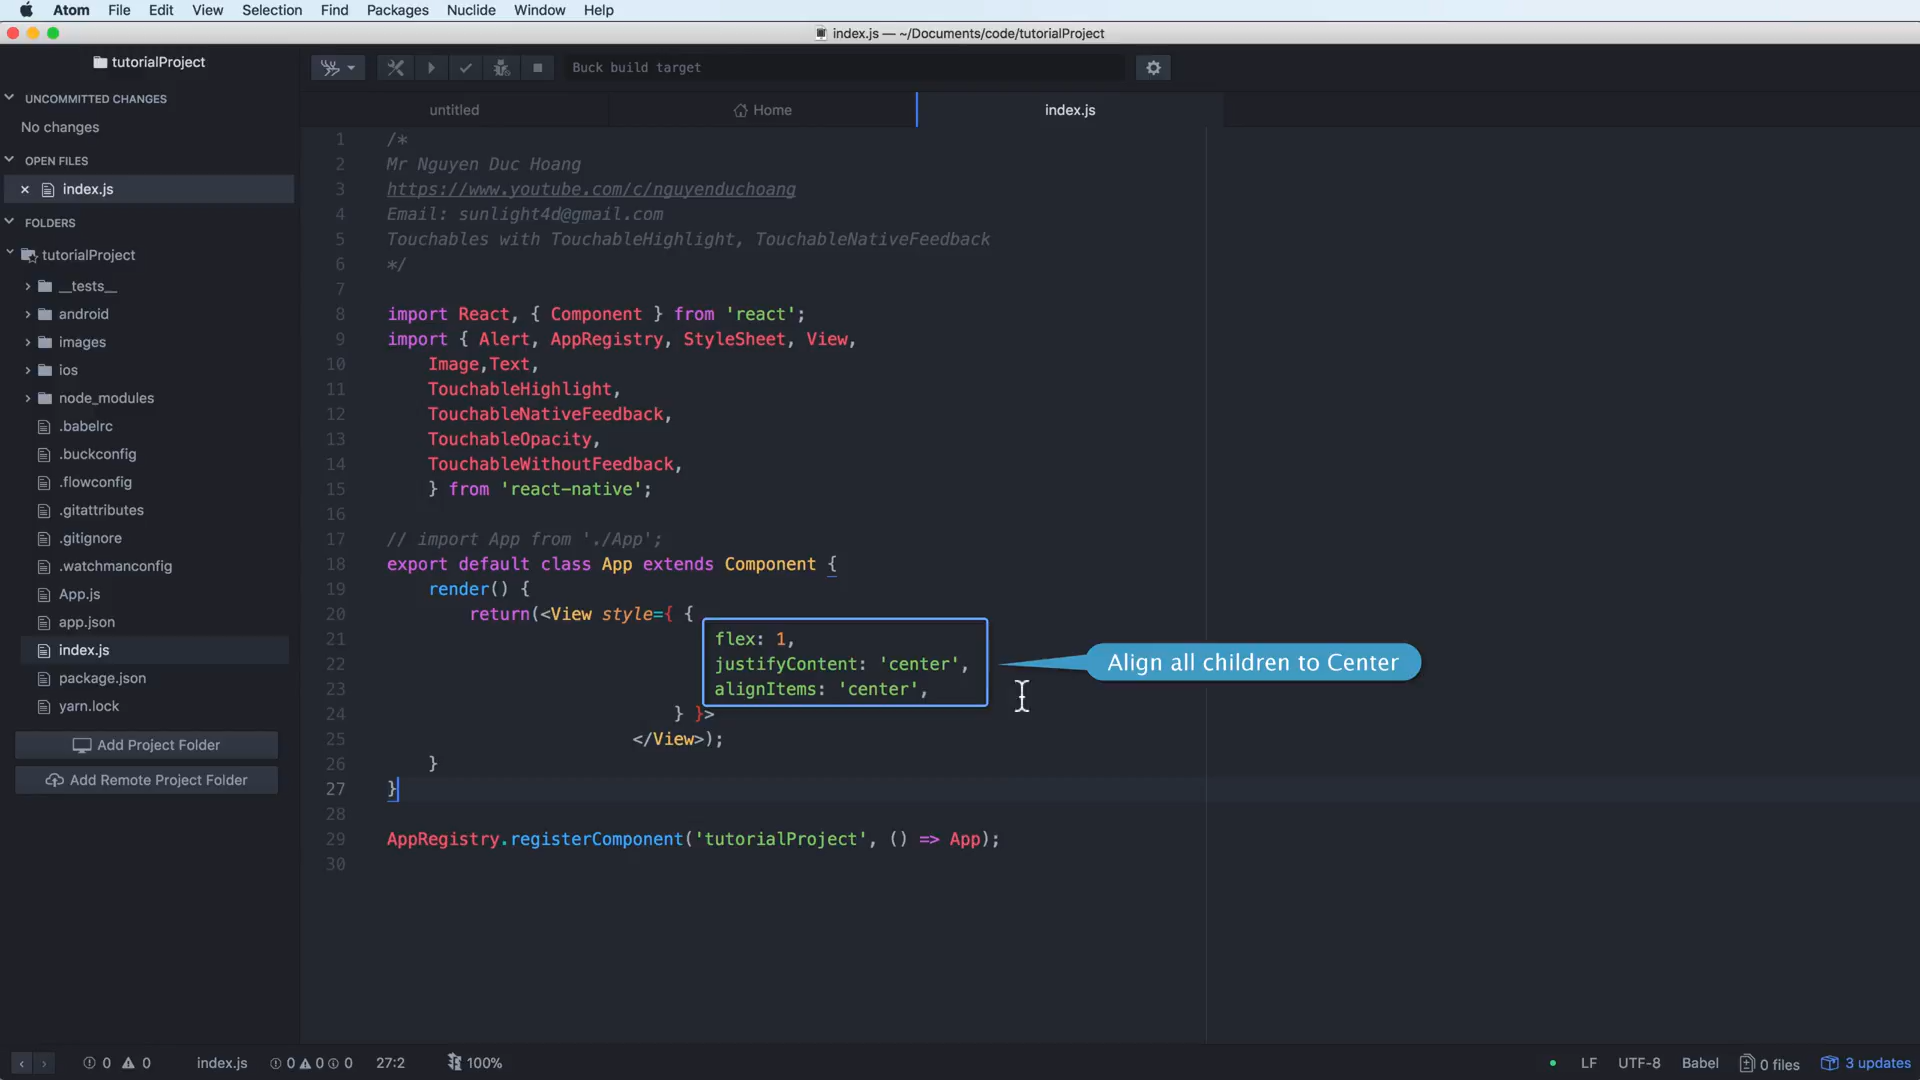 Atom File Edit View Selection Find Packages Nuclide Window Help
index.js — ~/Documents/code/tutorialProject
tutorialProject
Buck build target
UNCOMMITTED CHANGES
No changes
OPEN FILES
index.js
FOLDERS
tutorialProject
__tests__
android
images
ios
node_modules
.babelrc
.buckconfig
.flowconfig
.gitattributes
.gitignore
.watchmanconfig
App.js
app.json
index.js
package.json
yarn.lock
Add Project Folder
Add Remote Project Folder
untitled Home index.js
1 /*
2 Mr Nguyen Duc Hoang
3 https://www.youtube.com/c/nguyenduchoang
4 Email: sunlight4d@gmail.com
5 Touchables with TouchableHighlight, TouchableNativeFeedback
6 */
7
8 import React, { Component } from 'react';
9 import { Alert, AppRegistry, StyleSheet, View,
10 Image,Text,
11 TouchableHighlight,
12 TouchableNativeFeedback,
13 TouchableOpacity,
14 TouchableWithoutFeedback,
15 } from 'react-native';
16
17 // import App from './App';
18 export default class App extends Component {
19 render() {
20 return(<View style={ {
21 flex: 1,
22 justifyContent: 'center',
23 alignItems: 'center',
24 } }>
25 </View>);
26 }
27 }
28
29 AppRegistry.registerComponent('tutorialProject', () => App);
30
Align all children to Center
0 0 index.js 0 0 0 27:2 100%
LF UTF-8 Babel 0 files 3 updates